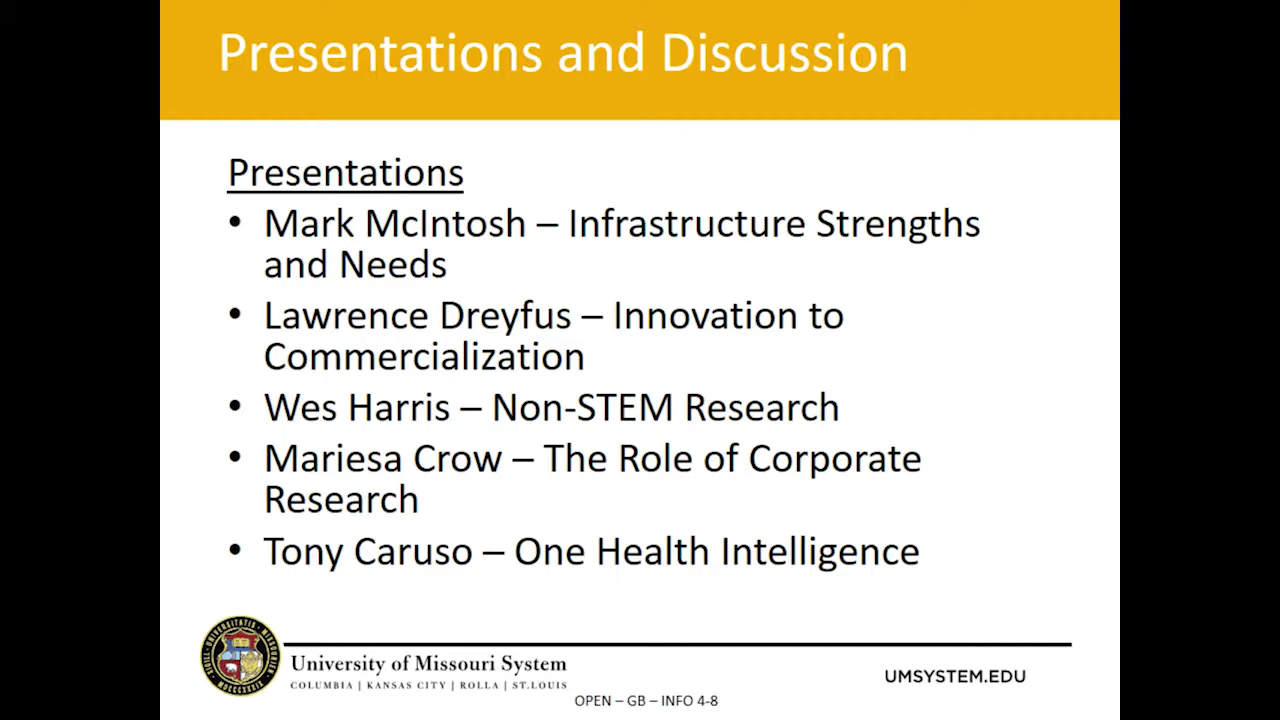 Presentations and Discussion
Presentations
• Mark McIntosh – Infrastructure Strengths
and Needs
• Lawrence Dreyfus – Innovation to
Commercialization
• Wes Harris – Non-STEM Research
• Mariesa Crow – The Role of Corporate
Research
• Tony Caruso – One Health Intelligence
University of Missouri System
COLUMBIA | KANSAS CITY | ROLLA | ST.LOUIS
UMSYSTEM.EDU
OPEN – GB – INFO 4-8